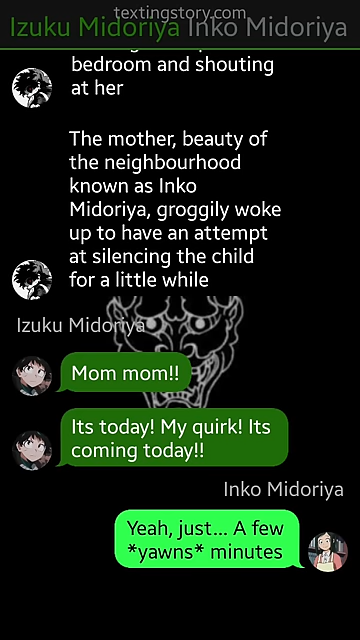 textingstory.com
Izuku Midoriya Inko Midoriya
bedroom and shouting
at her
The mother, beauty of
the neighbourhood
known as Inko
Midoriya, groggily woke
up to have an attempt
at silencing the child
for a little while
Izuku Midoriya
Mom mom!!
Its today! My quirk! Its
coming today!!
Inko Midoriya
Yeah, just... A few
*yawns* minutes